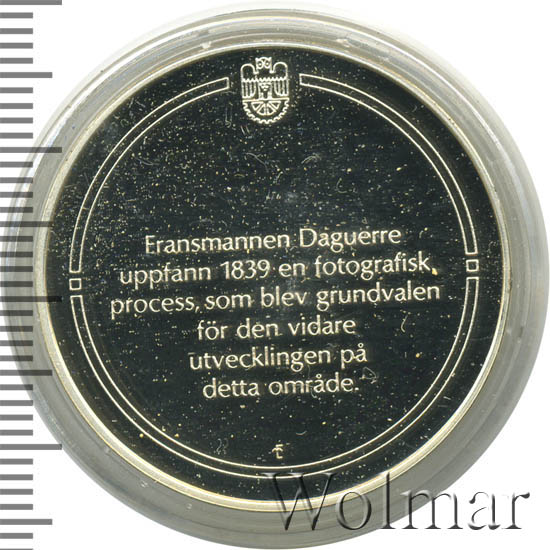 Fransmannen Daguerre
uppfann 1839 en fotografisk
process, som blev grundvalen
för den vidare
utvecklingen på
detta område.
Wolmar